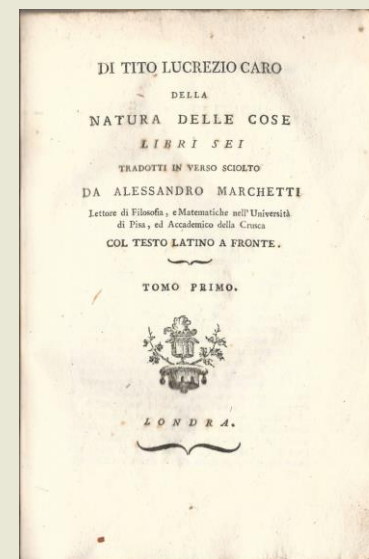 DI TITO LUCREZIO CARO
DELLA
NATURA DELLE COSE
LIBRI SEI
TRADOTTI IN VERSO SCIOLTO
DA ALESSANDRO MARCHETTI
Lettore di Filosofia, e Matematiche nell'Università
di Pisa, ed Accademico della Crusca
COL TESTO LATINO A FRONTE.
TOMO PRIMO.
LONDRA.